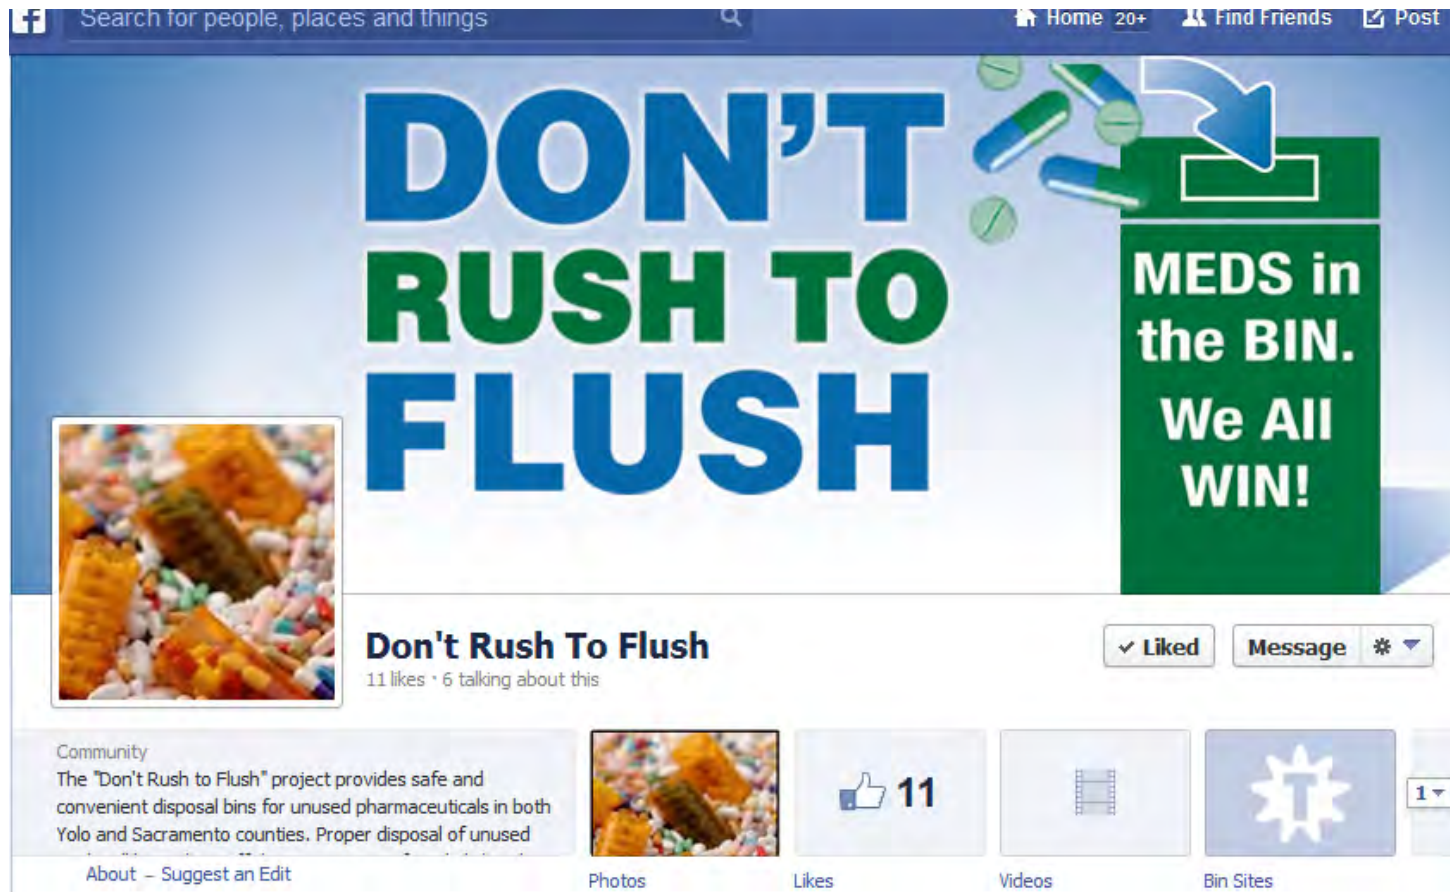 f Search for people, places and things Home 20+ Find Friends Post
DON'T
RUSH TO
FLUSH
MEDS in
the BIN.
We All
WIN!
Don't Rush To Flush
11 likes · 6 talking about this
✓ Liked Message
Community
The "Don't Rush to Flush" project provides safe and
convenient disposal bins for unused pharmaceuticals in both
Yolo and Sacramento counties. Proper disposal of unused
About – Suggest an Edit
11
T
1
Photos Likes Videos Bin Sites